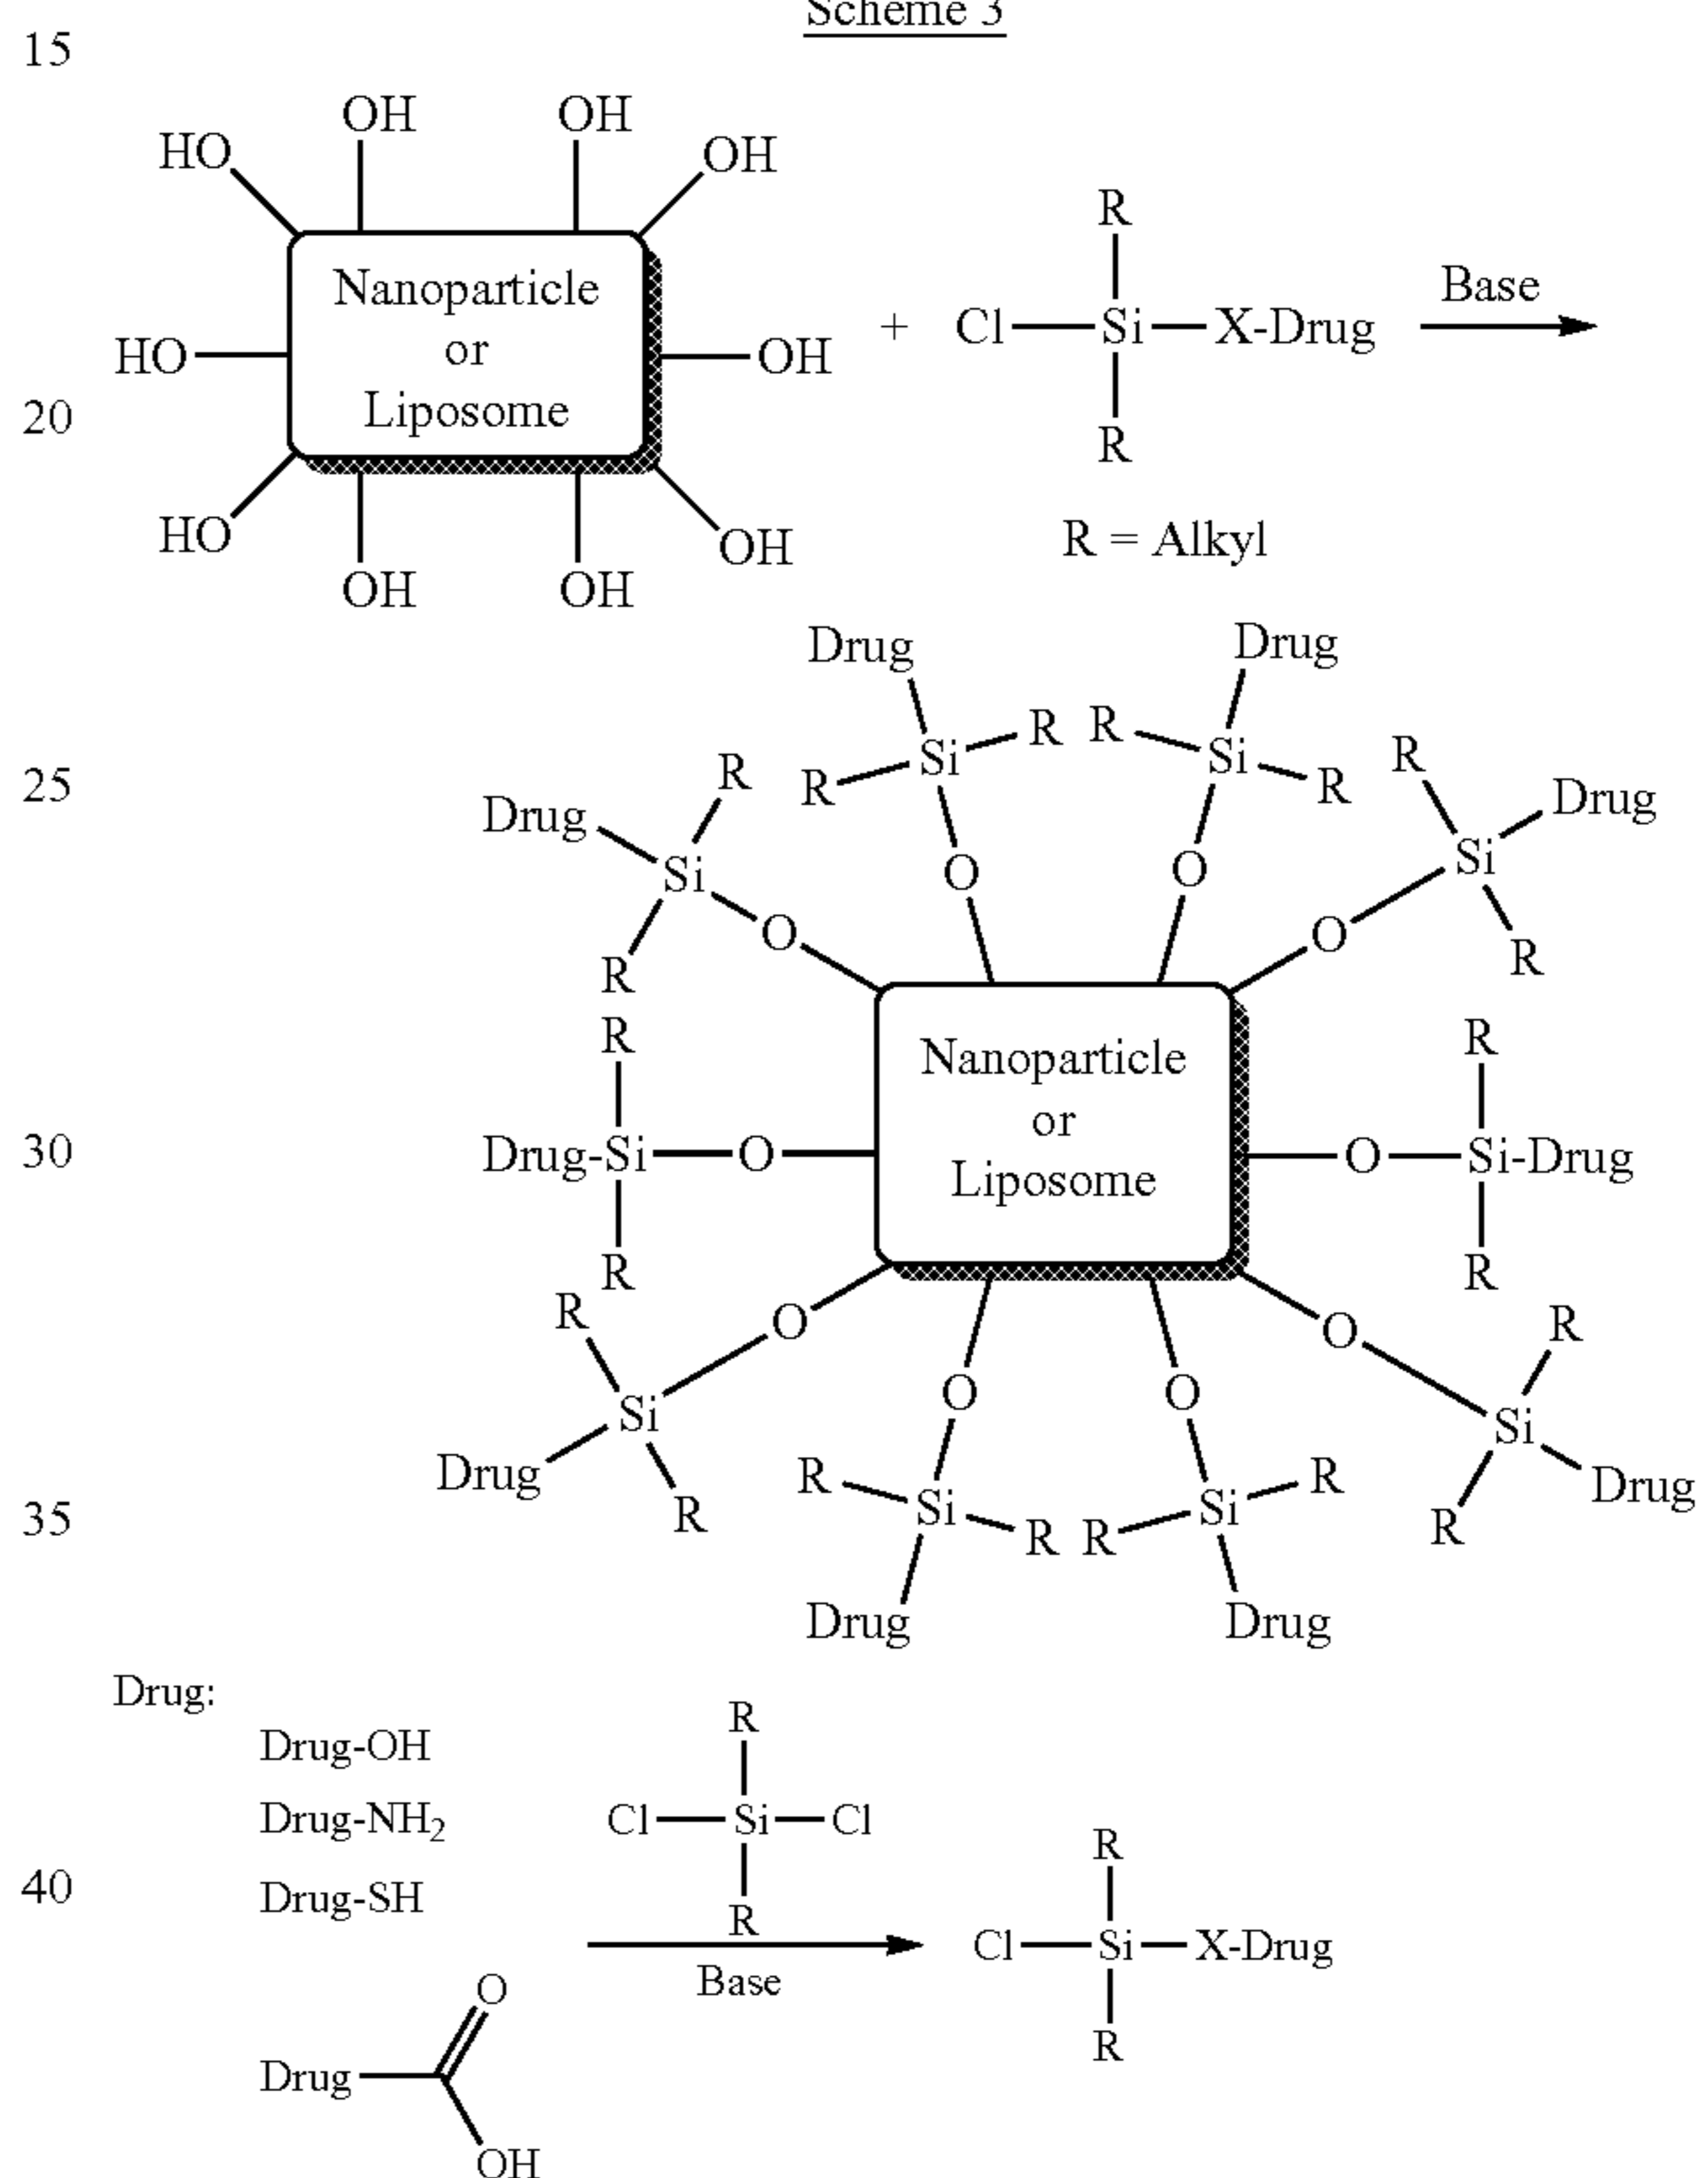 Scheme 3
15
OH OH
HO OH
R
Nanoparticle
or
Liposome
HO OH + Cl Si X-Drug Base
20
R
HO OH
R = Alkyl
OH OH
Drug Drug
R R R
Si Si
25
R R R
Drug Drug
Si O O Si
O O
R R
R R
Nanoparticle
or
Liposome
30
Drug-Si O O Si-Drug
R R
R O O R
O O
Si Si
Drug R R Drug
35
R Si Si R
R R
Drug Drug
Drug:
R
Drug-OH
Drug-NH₂ Cl Si Cl
R
40
Drug-SH
R
Cl Si X-Drug
Base
O
R
Drug
OH